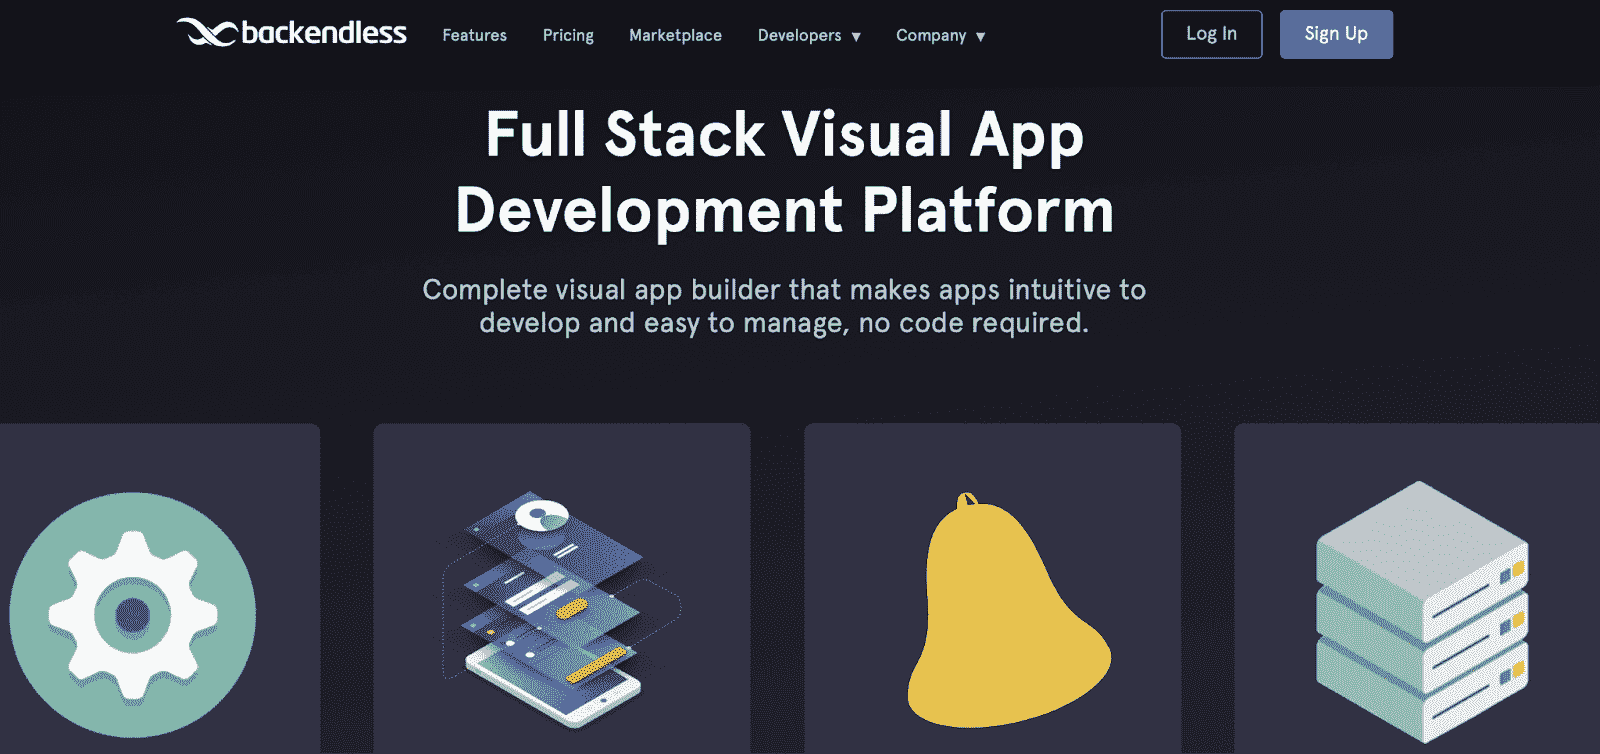 backendless Features Pricing Marketplace Developers ▼ Company ▼ Log In Sign Up
Full Stack Visual App
Development Platform
Complete visual app builder that makes apps intuitive to
develop and easy to manage, no code required.